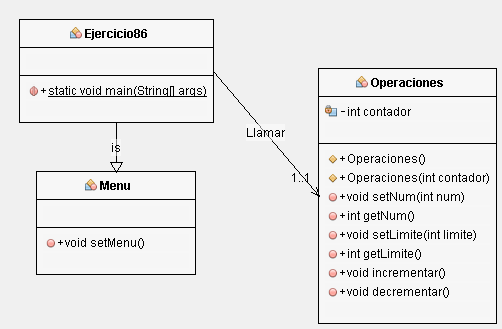 Ejercicio86
+ static void main(String[] args)
is
Menu
+void setMenu()
Llamar
1..1
Operaciones
- int contador
+Operaciones()
+Operaciones(int contador)
+void setNum(int num)
+int getNum()
+void setLimite(int limite)
+int getLimite()
+void incrementar()
+void decrementar()